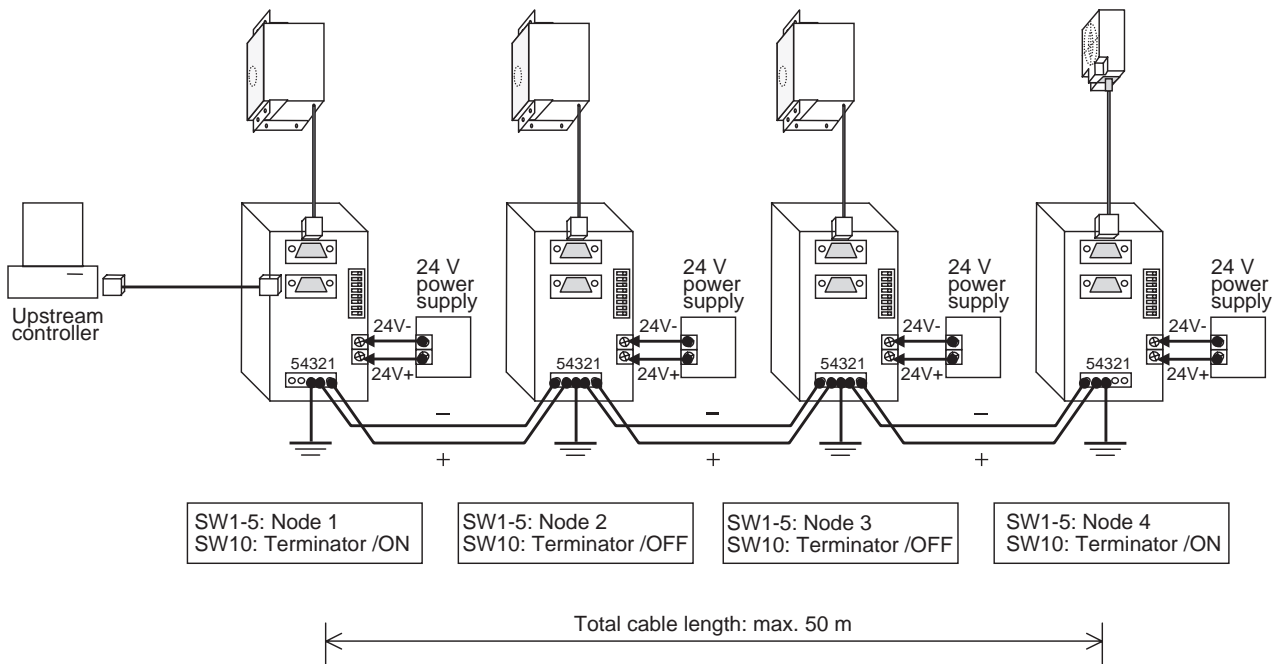 Upstream
controller
24 V
power
supply
24V-
24V+
54321
24 V
power
supply
24V-
24V+
54321
24 V
power
supply
24V-
24V+
54321
24 V
power
supply
24V-
24V+
54321
−
+
−
+
−
+
SW1-5: Node 1
SW10: Terminator /ON
SW1-5: Node 2
SW10: Terminator /OFF
SW1-5: Node 3
SW10: Terminator /OFF
SW1-5: Node 4
SW10: Terminator /ON
Total cable length: max. 50 m